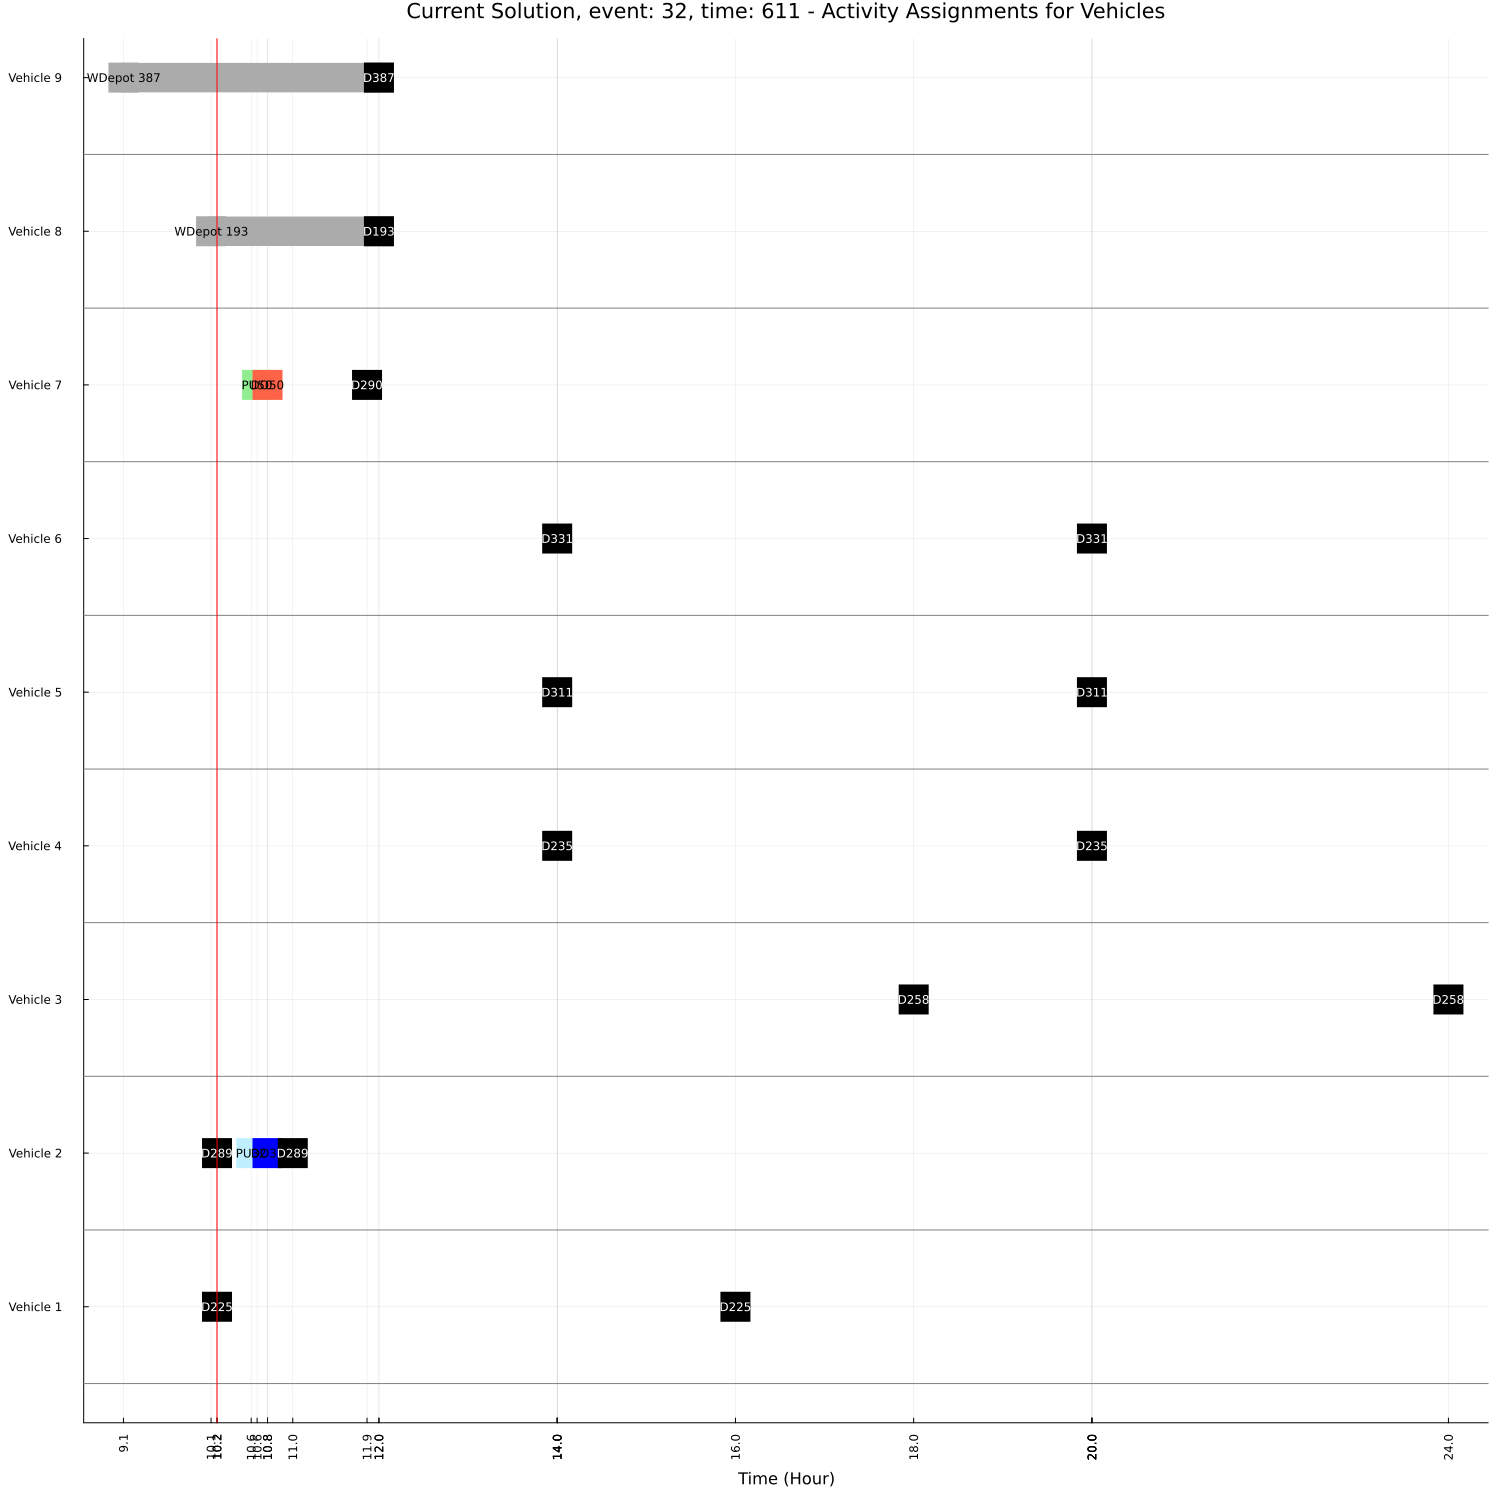 Current Solution, event: 32, time: 611 - Activity Assignments for Vehicles
Vehicle 9
WDepot 387
D387
Vehicle 8
WDepot 193
D193
Vehicle 7
DO50
D290
Vehicle 6
D331
D331
Vehicle 5
D311
D311
Vehicle 4
D235
D235
Vehicle 3
D258
D258
Vehicle 2
D289
D289
Vehicle 1
D225
D225
9.1
10.1
10.2
10.6
10.6
10.8
11.0
11.9
12.0
14.0
16.0
18.0
20.0
24.0
Time (Hour)